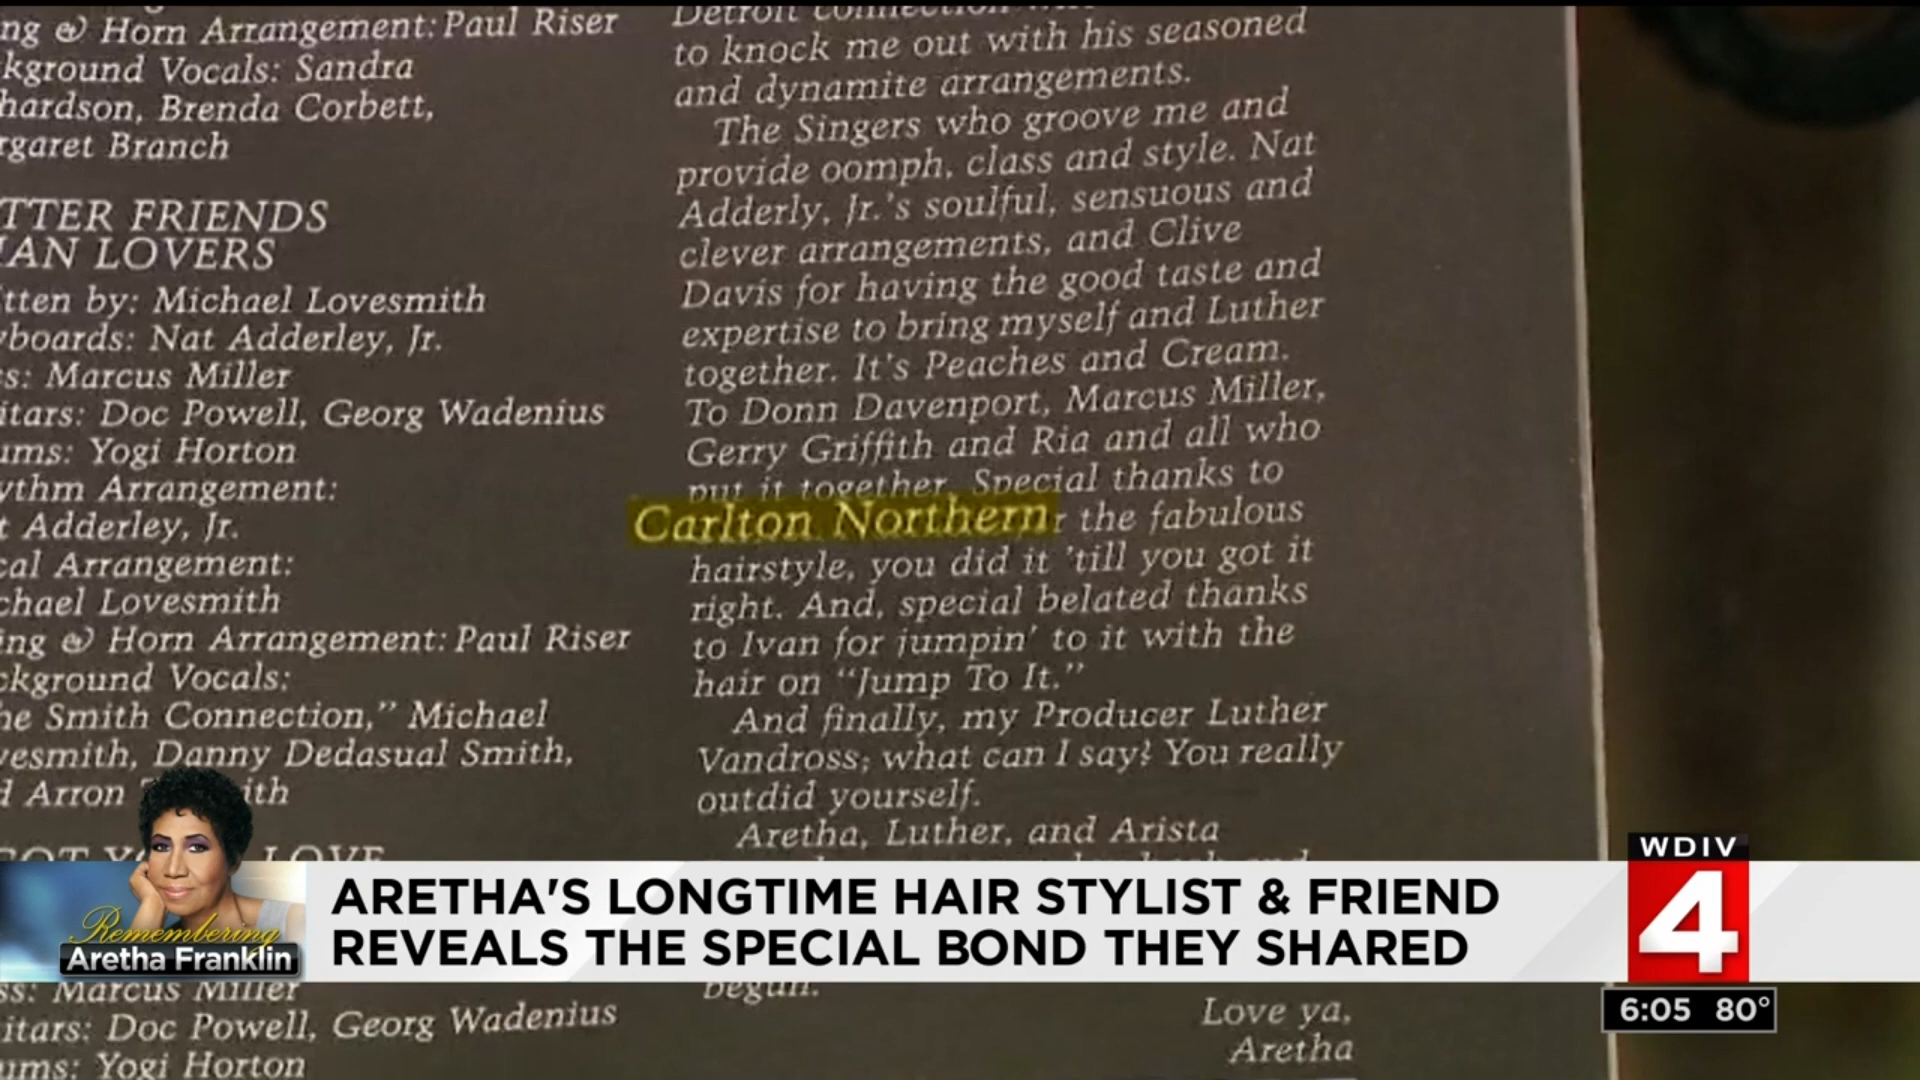 ng & Horn Arrangement: Paul Riser
kground Vocals: Sandra
hardson, Brenda Corbett,
rgaret Branch
TTER FRIENDS
AN LOVERS
tten by: Michael Lovesmith
yboards: Nat Adderley, Jr.
s: Marcus Miller
itars: Doc Powell, Georg Wadenius
ums: Yogi Horton
ythm Arrangement:
t Adderley, Jr.
cal Arrangement:
chael Lovesmith
ing & Horn Arrangement: Paul Riser
ckground Vocals:
he Smith Connection," Michael
vesmith, Danny Dedasual Smith,
d Arron ith
LOVE
ss: Marcus Miller
itars: Doc Powell, Georg Wadenius
ums: Yogi Horton
Detroit connection
to knock me out with his seasoned
and dynamite arrangements.
The Singers who groove me and
provide oomph, class and style. Nat
Adderly, Jr.'s soulful, sensuous and
clever arrangements, and Clive
Davis for having the good taste and
expertise to bring myself and Luther
together. It's Peaches and Cream.
To Donn Davenport, Marcus Miller,
Gerry Griffith and Ria and all who
put it together. Special thanks to
Carlton Northern r the fabulous
hairstyle, you did it 'till you got it
right. And, special belated thanks
to Ivan for jumpin' to it with the
hair on "Jump To It."
And finally, my Producer Luther
Vandross; what can I say? You really
outdid yourself.
Aretha, Luther, and Arista
begun.
Love ya,
Aretha
Remembering
Aretha Franklin
ARETHA'S LONGTIME HAIR STYLIST & FRIEND
REVEALS THE SPECIAL BOND THEY SHARED
WDIV
4
6:05 80°